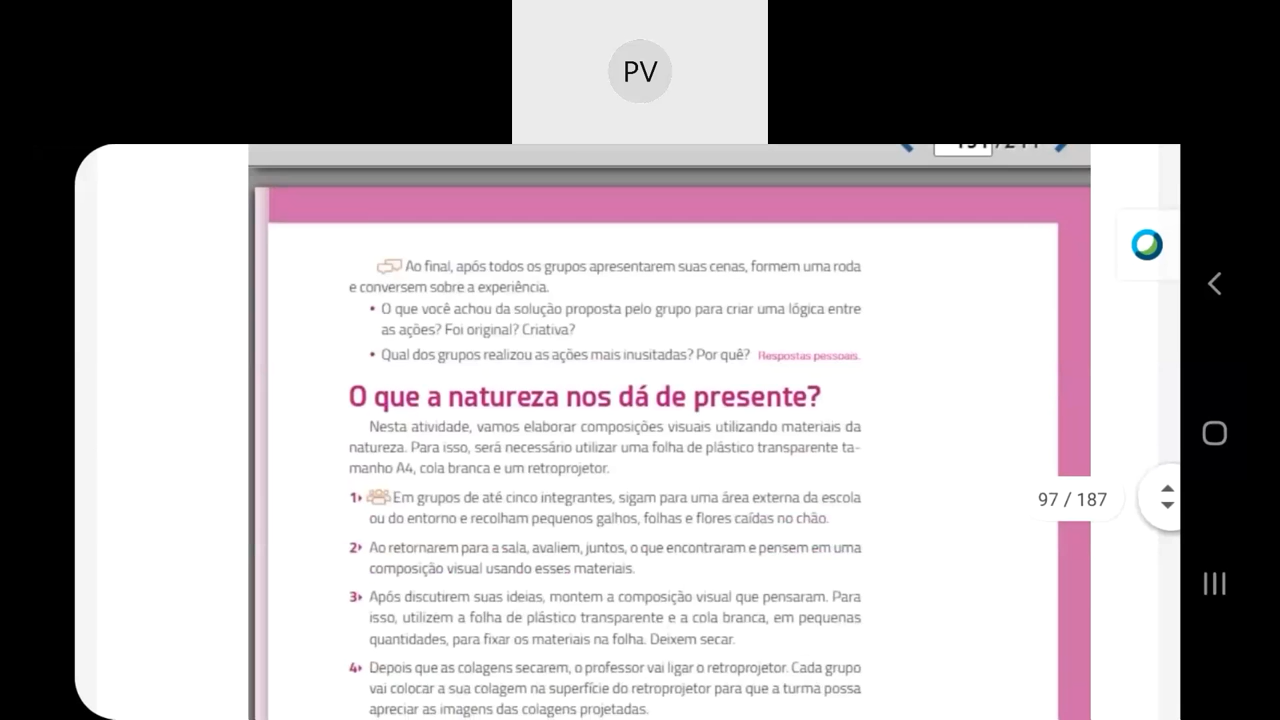 PV
Ao final, após todos os grupos apresentarem suas cenas, formem uma roda
e conversem sobre a experiência.
• O que você achou da solução proposta pelo grupo para criar uma lógica entre
as ações? Foi original? Criativa?
• Qual dos grupos realizou as ações mais inusitadas? Por quê? Respostas pessoais.
O que a natureza nos dá de presente?
Nesta atividade, vamos elaborar composições visuais utilizando materiais da
natureza. Para isso, será necessário utilizar uma folha de plástico transparente ta-
manho A4, cola branca e um retroprojetor.
1 Em grupos de até cinco integrantes, sigam para uma área externa da escola
ou do entorno e recolham pequenos galhos, folhas e flores caídas no chão.
97 / 187
2 Ao retornarem para a sala, avaliem, juntos, o que encontraram e pensem em uma
composição visual usando esses materiais.
3 Após discutirem suas ideias, montem a composição visual que pensaram. Para
isso, utilizem a folha de plástico transparente e a cola branca, em pequenas
quantidades, para fixar os materiais na folha. Deixem secar.
4 Depois que as colagens secarem, o professor vai ligar o retroprojetor. Cada grupo
vai colocar a sua colagem na superfície do retroprojetor para que a turma possa
apreciar as imagens das colagens projetadas.